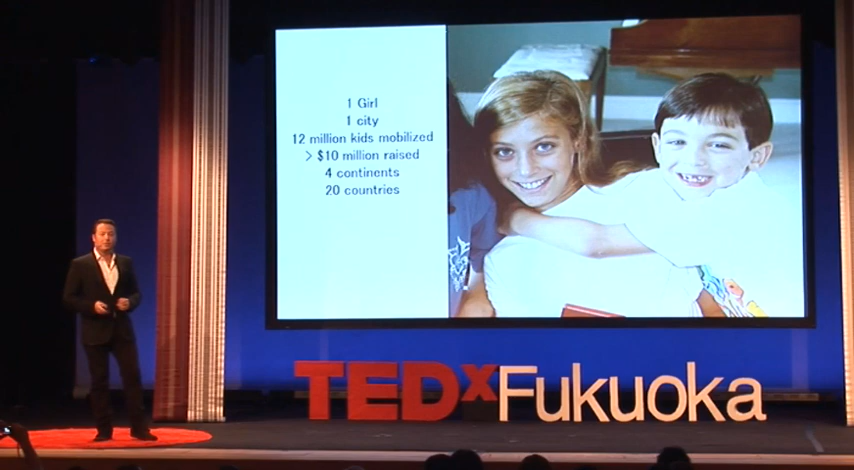 1 Girl
1 city
12 million kids mobilized
> $10 million raised
4 continents
20 countries
TEDxFukuoka